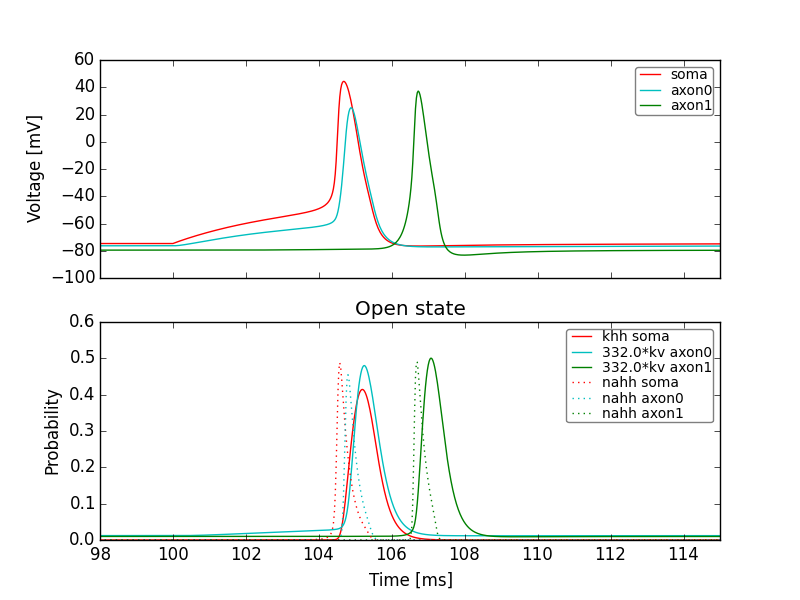 60
40
20
0
−20
−40
−60
−80
−100
Voltage [mV]
soma
axon0
axon1
Open state
0.6
0.5
0.4
0.3
0.2
0.1
0.0
Probability
khh soma
332.0*kv axon0
332.0*kv axon1
nahh soma
nahh axon0
nahh axon1
98 100 102 104 106 108 110 112 114
Time [ms]